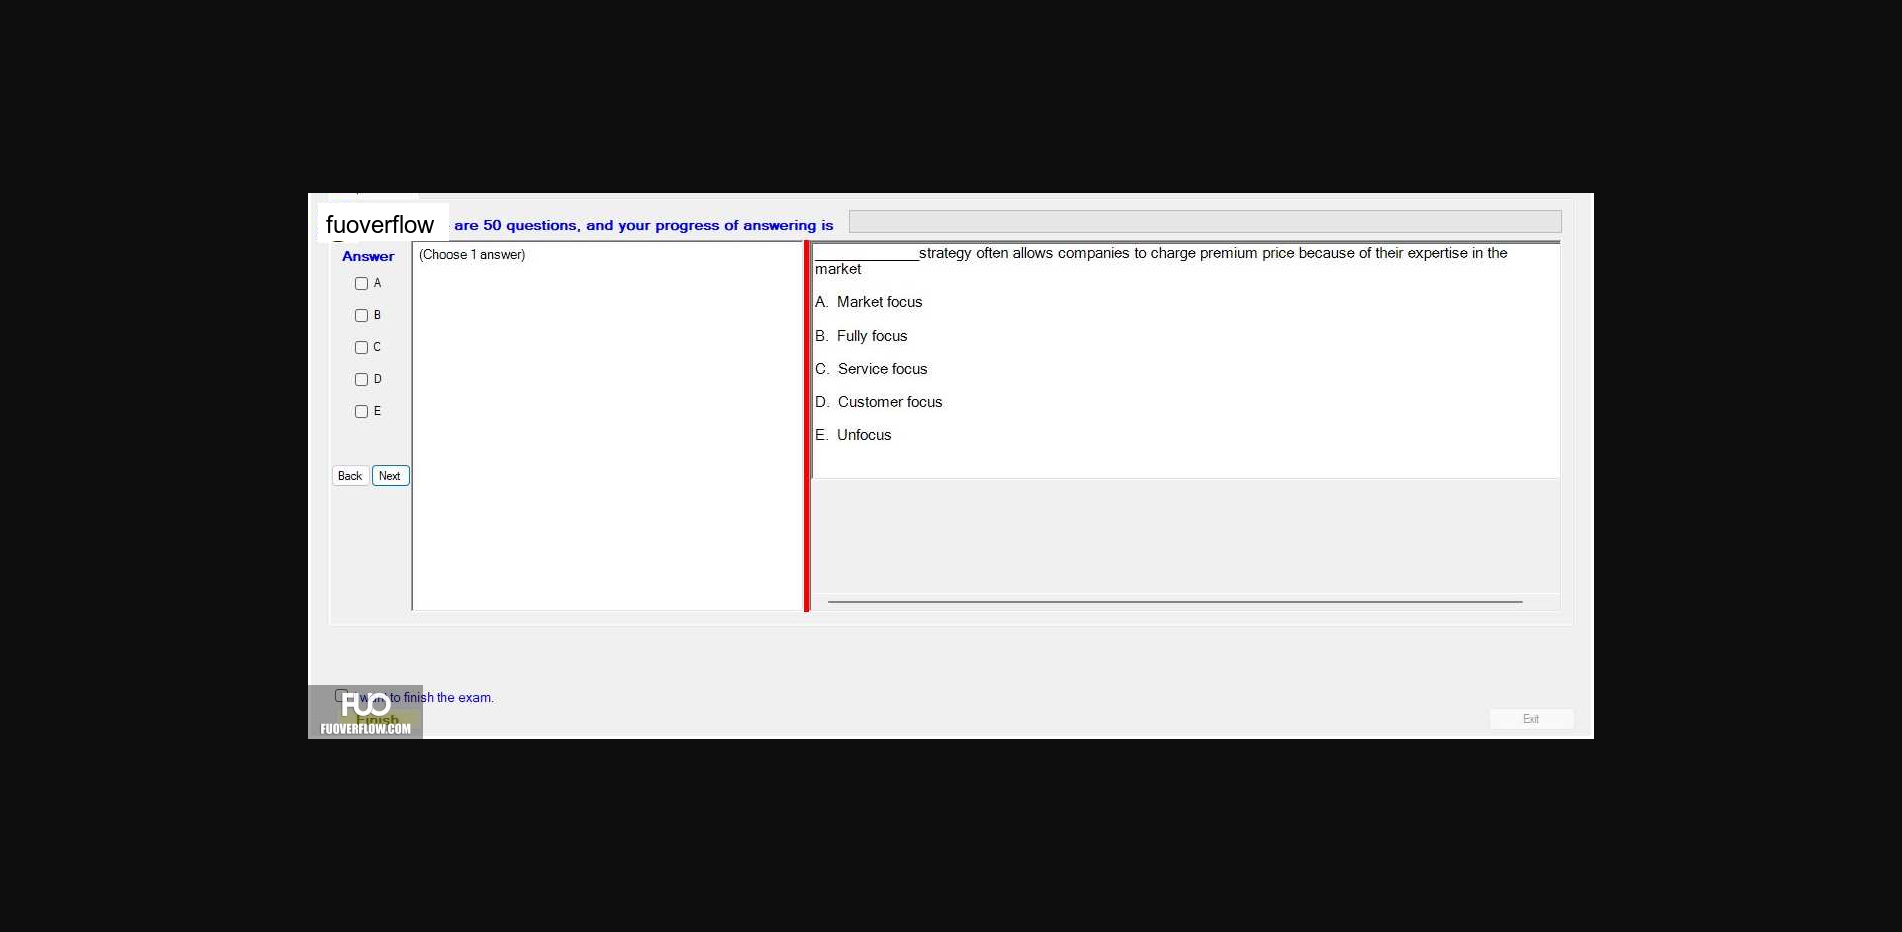 fuoverflow are 50 questions, and your progress of answering is
Answer
(Choose 1 answer)
A
B
C
D
E
Back Next
_____________strategy often allows companies to charge premium price because of their expertise in the
market
A. Market focus
B. Fully focus
C. Service focus
D. Customer focus
E. Unfocus
want to finish the exam.
Finish
FUO
FUOVERFLOW.COM
Exit